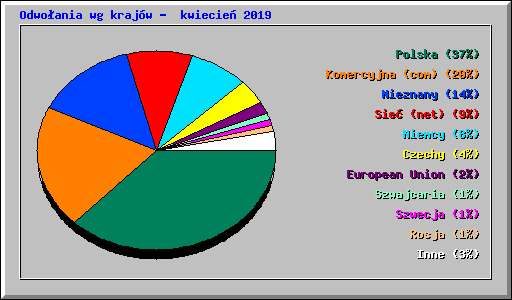 Odwołania wg krajów - kwiecień 2019
Polska (37%)
Komercyjna (com) (20%)
Nieznany (14%)
Sieć (net) (9%)
Niemcy (8%)
Czechy (4%)
European Union (2%)
Szwajcaria (1%)
Szwecja (1%)
Rosja (1%)
Inne (3%)